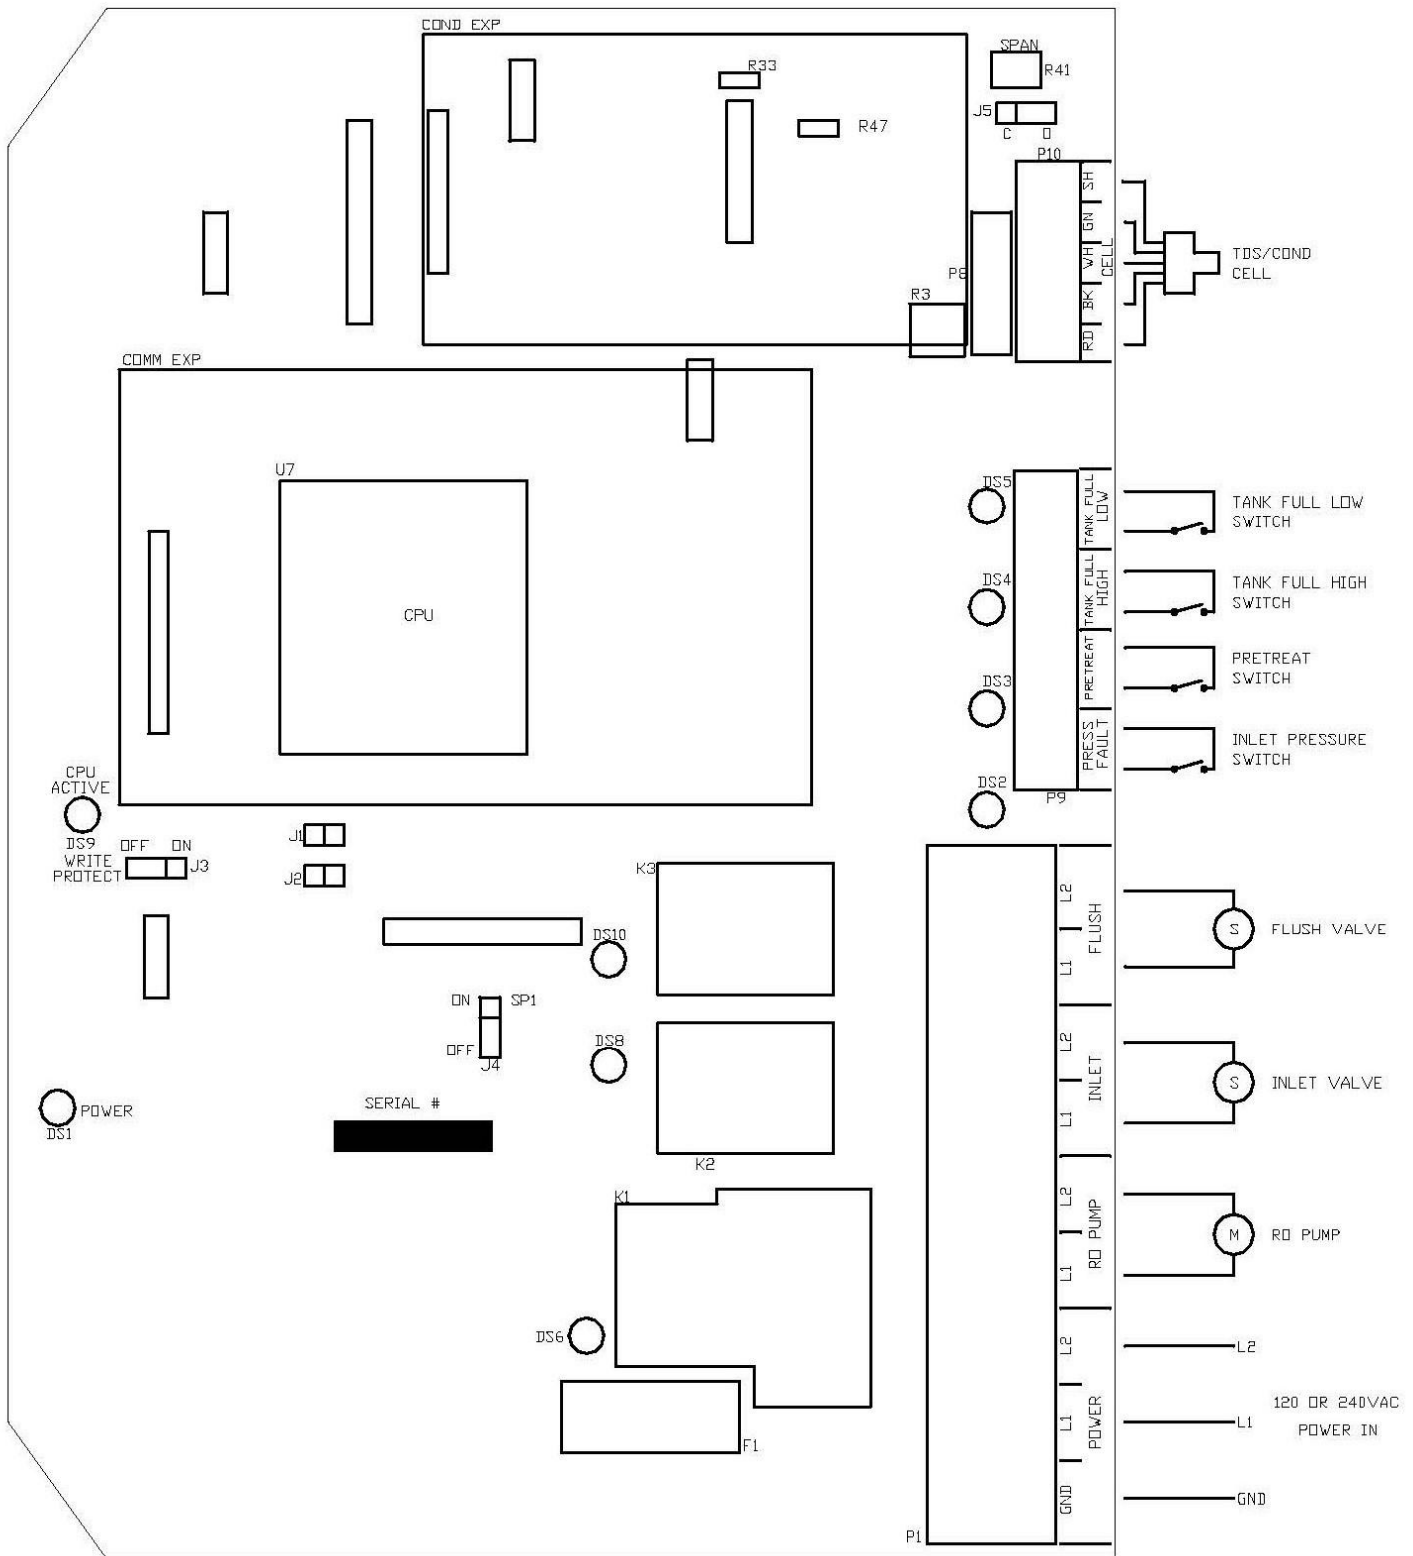 COND EXP
SPAN
R33
R41
J5
R47
C O
P10
SH
GN
WH
BK
RD
CELL
TDS/COND
CELL
P8
R3
COMM EXP
U7
CPU
DS5
TANK FULL
LOW
TANK FULL LOW
SWITCH
DS4
TANK FULL
HIGH
TANK FULL HIGH
SWITCH
DS3
PRETREAT
PRETREAT
SWITCH
PRESS
FAULT
INLET PRESSURE
SWITCH
DS2
P9
CPU
ACTIVE
DS9
WRITE
PROTECT
OFF ON
J3
J1
J2
K3
L2
L1
FLUSH
S
FLUSH VALVE
DS10
ON
SP1
OFF
J4
DS8
K2
L2
L1
INLET
S
INLET VALVE
POWER
DS1
SERIAL #
K1
L2
L1
RO PUMP
M
RO PUMP
DS6
F1
L2
L1
POWER
GND
L2
L1
120 OR 240VAC
POWER IN
GND
P1